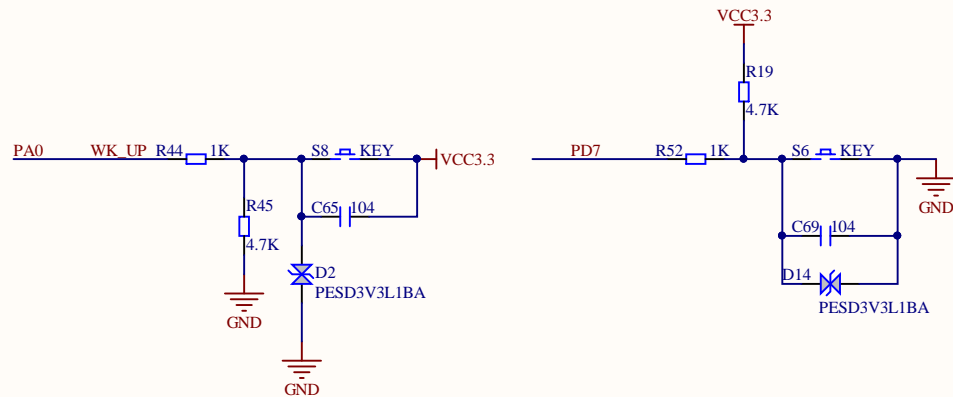 VCC3.3
R19
4.7K
PA0 WK_UP R44 1K S8 KEY VCC3.3
PD7 R52 1K S6 KEY
GND
R45
4.7K
GND
C65 104
D2
PESD3V3L1BA
GND
C69 104
D14
PESD3V3L1BA